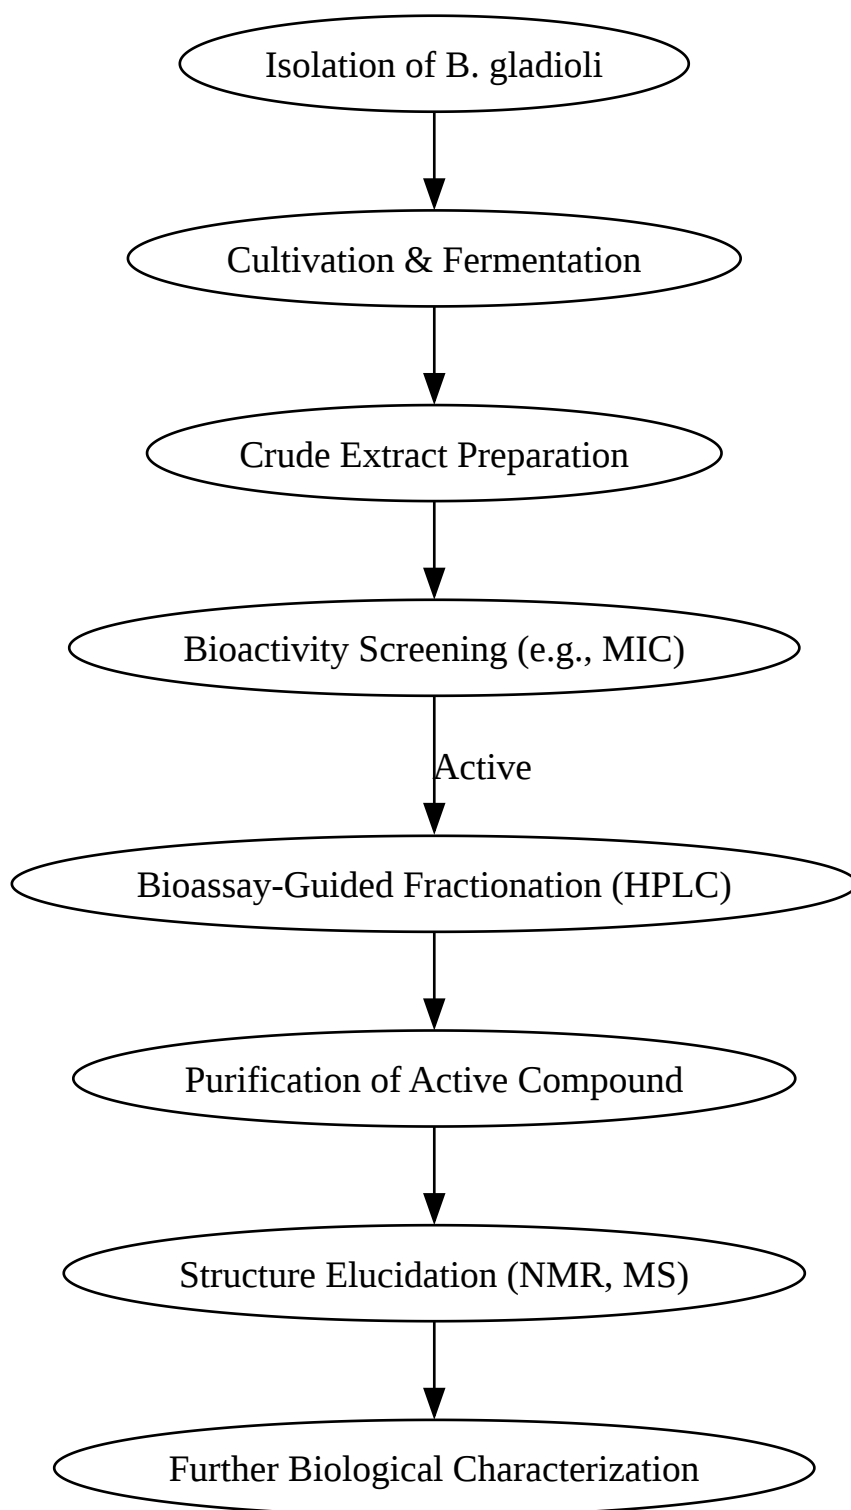 Isolation of B. gladioli
Cultivation & Fermentation
Crude Extract Preparation
Bioactivity Screening (e.g., MIC)
Active
Bioassay-Guided Fractionation (HPLC)
Purification of Active Compound
Structure Elucidation (NMR, MS)
Further Biological Characterization